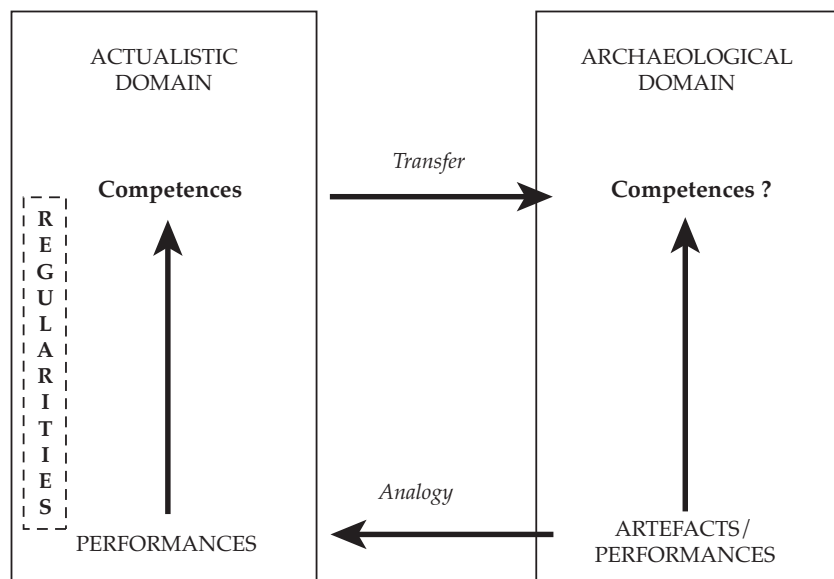 ACTUALISTIC
DOMAIN
Competences
R
E
G
U
L
A
R
I
T
I
E
S
PERFORMANCES
Transfer
Analogy
ARCHAEOLOGICAL
DOMAIN
Competences ?
ARTEFACTS/
PERFORMANCES